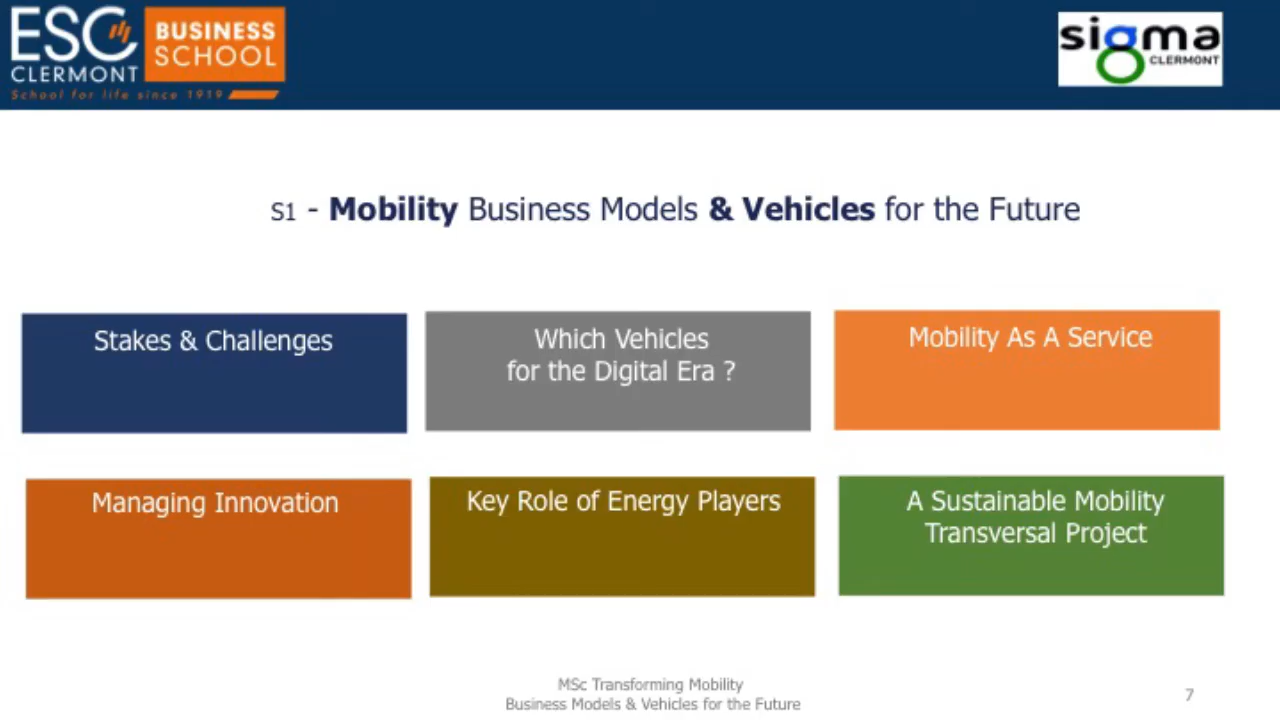 ESC BUSINESS
CLERMONT SCHOOL
School for life since 1919
sigma
CLERMONT
S1 - Mobility Business Models & Vehicles for the Future
Stakes & Challenges
Which Vehicles
for the Digital Era ?
Mobility As A Service
Managing Innovation
Key Role of Energy Players
A Sustainable Mobility
Transversal Project
MSc Transforming Mobility
Business Models & Vehicles for the Future
7